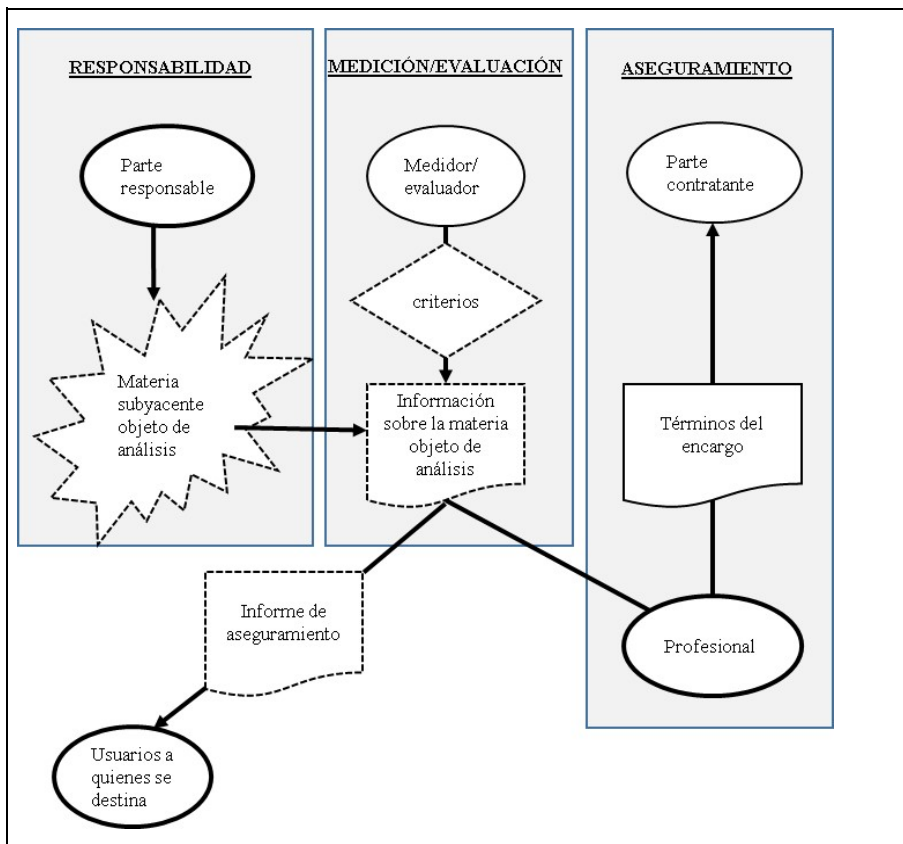 RESPONSABILIDAD
MEDICIÓN/EVALUACIÓN
ASEGURAMIENTO
Parte
responsable
Medidor/
evaluador
Parte
contratante
criterios
Materia
subyacente
objeto de
análisis
Información
sobre la materia
objeto de
análisis
Términos del
encargo
Informe de
aseguramiento
Profesional
Usuarios a
quienes se
destina